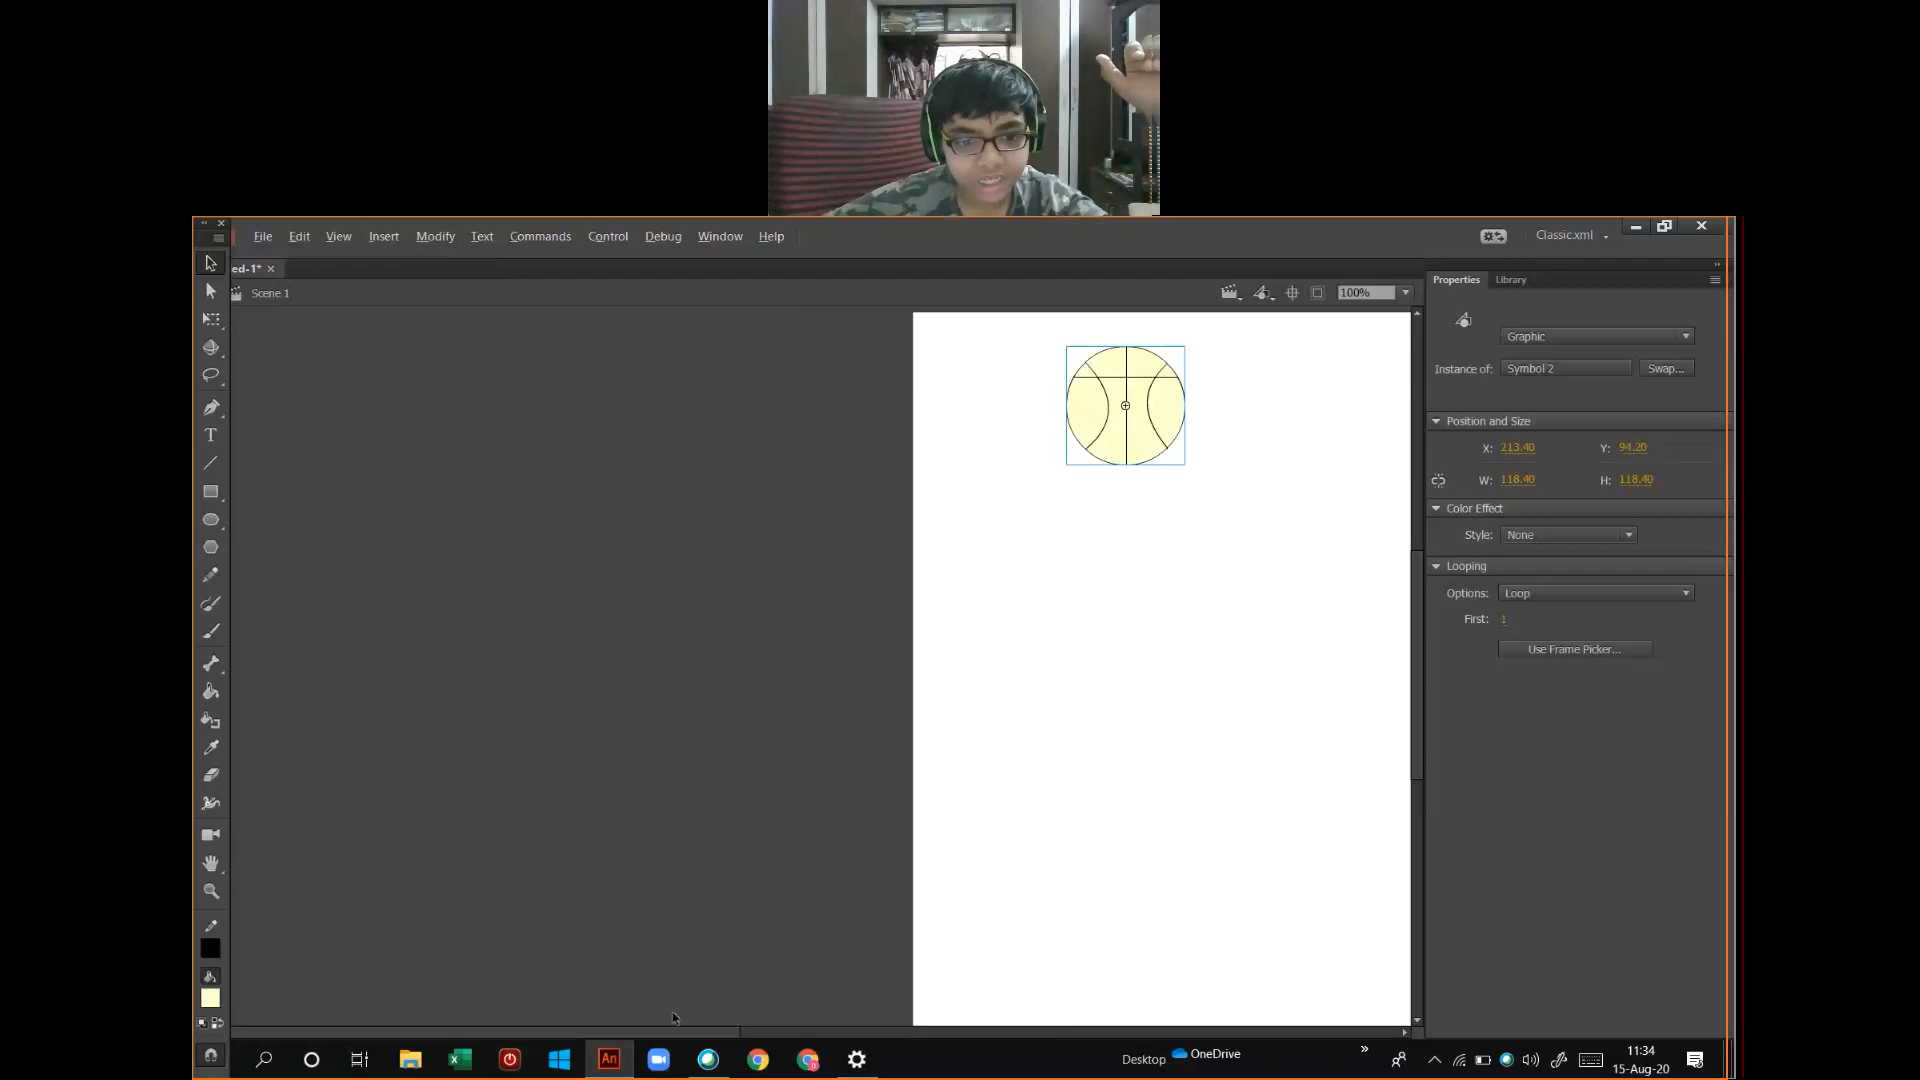 File Edit View Insert Modify Text Commands Control Debug Window Help
Classic.xml
ed-1* ×
Scene 1
100%
Properties Library
Graphic
Instance of: Symbol 2 Swap...
Position and Size
X: 213.40 Y: 94.20
W: 118.40 H: 118.40
Color Effect
Style: None
Looping
Options: Loop
First: 1
Use Frame Picker...
T
An
Desktop OneDrive
11:34
15-Aug-20